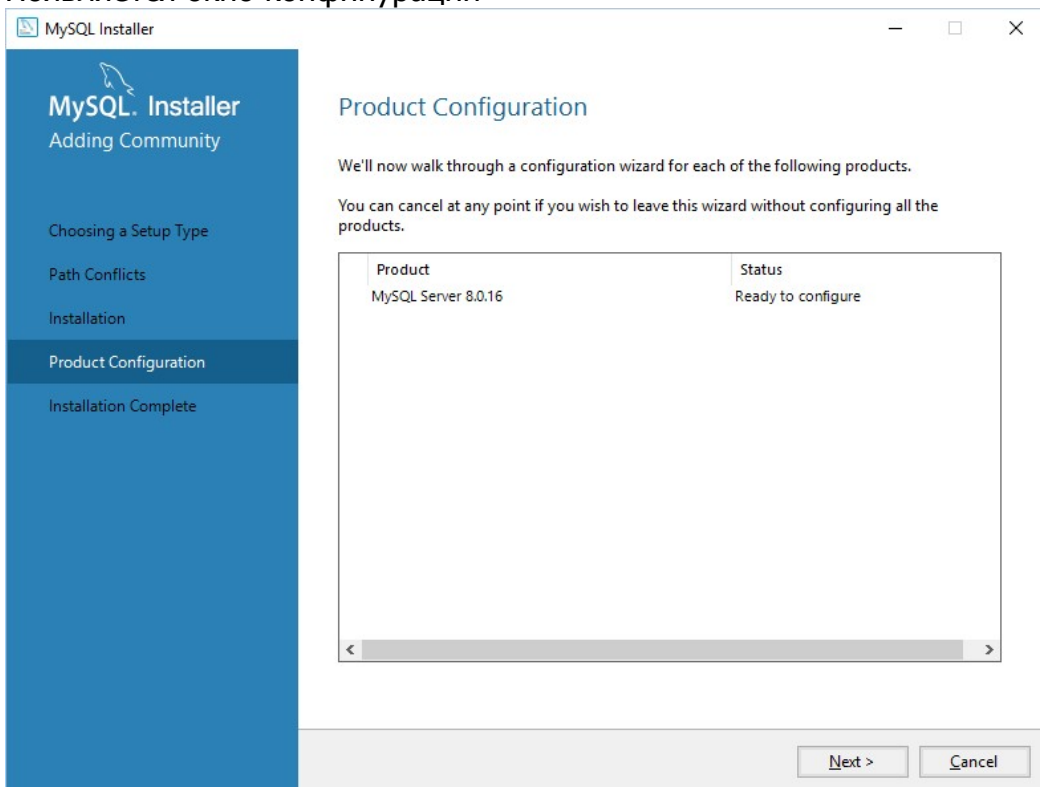 Появляется окно конфигурации
MySQL Installer
MySQL. Installer
Adding Community
Choosing a Setup Type
Path Conflicts
Installation
Product Configuration
Installation Complete
Product Configuration
We'll now walk through a configuration wizard for each of the following products.
You can cancel at any point if you wish to leave this wizard without configuring all the
products.
Product Status
MySQL Server 8.0.16 Ready to configure
Next > Cancel